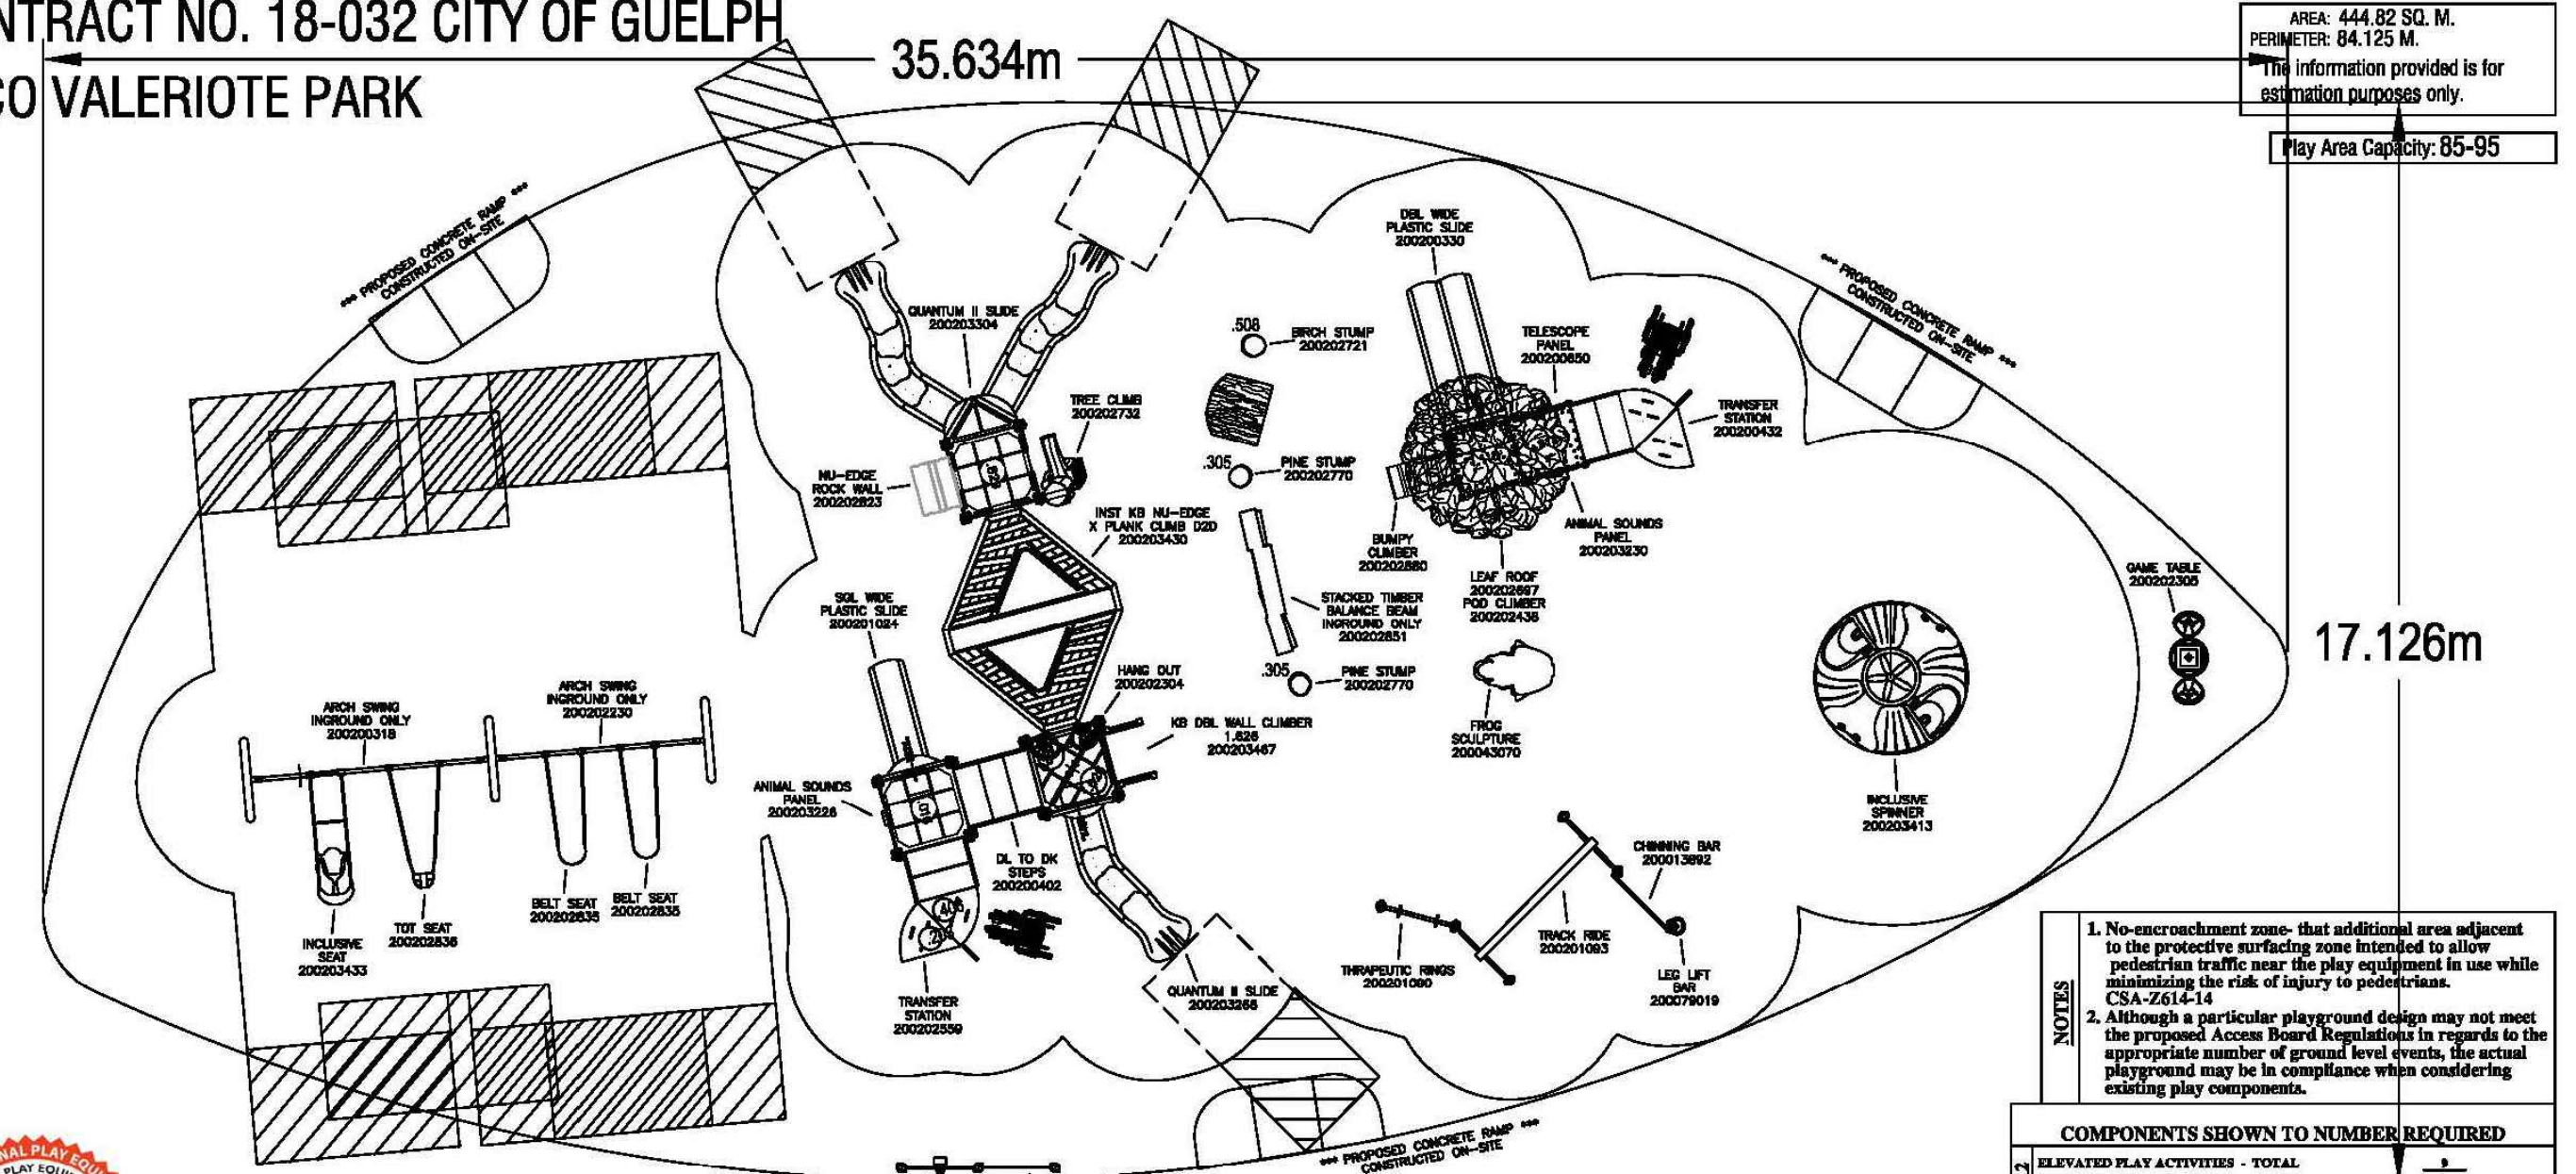 NTRACT NO. 18-032 CITY OF GUELPH
CO VALERIOTE PARK
35.634m
AREA: 444.82 SQ. M.
PERIMETER: 84.125 M.
The information provided is for
estimation purposes only.
Play Area Capacity: 85-95
*** PROPOSED CONCRETE RAMP ***
CONSTRUCTED ON-SITE
QUANTUM II SLIDE
200203304
DBL WIDE
PLASTIC SLIDE
200200330
.508
BIRCH STUMP
200202721
TELESCOPE
PANEL
200200650
*** PROPOSED CONCRETE RAMP ***
CONSTRUCTED ON-SITE
TREE CLIMB
200202732
TRANSFER
STATION
200200432
NU-EDGE
ROCK WALL
200202623
.305
PINE STUMP
200202770
INST KB NU-EDGE
X PLANK CLIMB D2D
200203430
BUMPY
CLIMBER
200202880
ANIMAL SOUNDS
PANEL
200203230
LEAF ROOF
200202697
POD CLIMBER
200202438
GAME TABLE
200202305
SGL WIDE
PLASTIC SLIDE
200201024
STACKED TIMBER
BALANCE BEAM
INGROUND ONLY
200202851
17.126m
HANG OUT
200202304
.305
PINE STUMP
200202770
ARCH SWING
INGROUND ONLY
200200318
ARCH SWING
INGROUND ONLY
200202230
KB DBL WALL CLIMBER
1.626
200203467
FROG
SCULPTURE
200043070
ANIMAL SOUNDS
PANEL
200203226
INCLUSIVE
SPINNER
200203413
DL TO DK
STEPS
200200402
CHINNING BAR
200013892
BELT SEAT
200202835
BELT SEAT
200202835
TOT SEAT
200202836
INCLUSIVE
SEAT
200203433
TRACK RIDE
200201093
THRAPEUTIC RINGS
200201090
LEG LIFT
BAR
200079019
TRANSFER
STATION
200202559
QUANTUM II SLIDE
200203268
*** PROPOSED CONCRETE RAMP ***
CONSTRUCTED ON-SITE
NOTES
1. No-encroachment zone- that additional area adjacent
to the protective surfacing zone intended to allow
pedestrian traffic near the play equipment in use while
minimizing the risk of injury to pedestrians.
CSA-Z614-14
2. Although a particular playground design may not meet
the proposed Access Board Regulations in regards to the
appropriate number of ground level events, the actual
playground may be in compliance when considering
existing play components.
COMPONENTS SHOWN TO NUMBER REQUIRED
ELEVATED PLAY ACTIVITIES - TOTAL 9
NAL PLAY EQU
PLAY EQUI